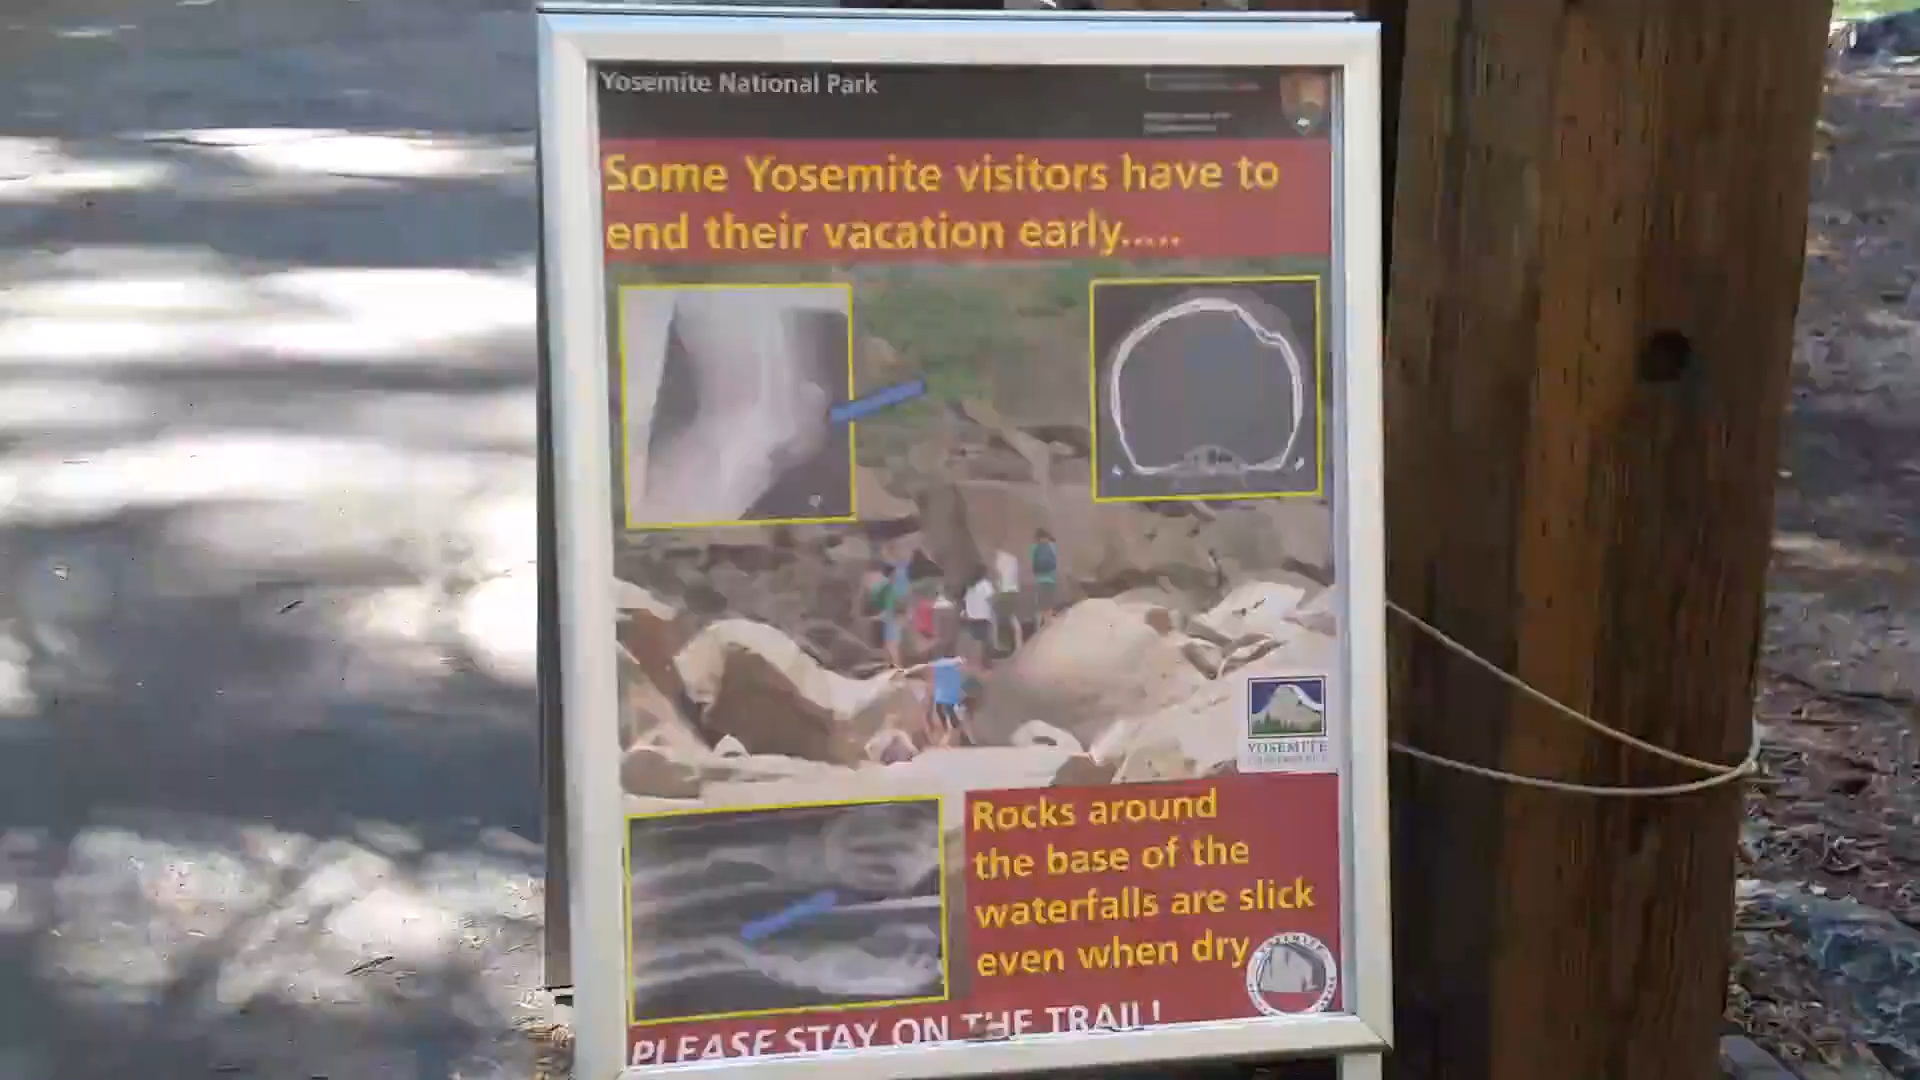 Yosemite National Park
Some Yosemite visitors have to
end their vacation early.....
YOSEMITE
Rocks around
the base of the
waterfalls are slick
even when dry
PLEASE STAY ON THE TRAIL!